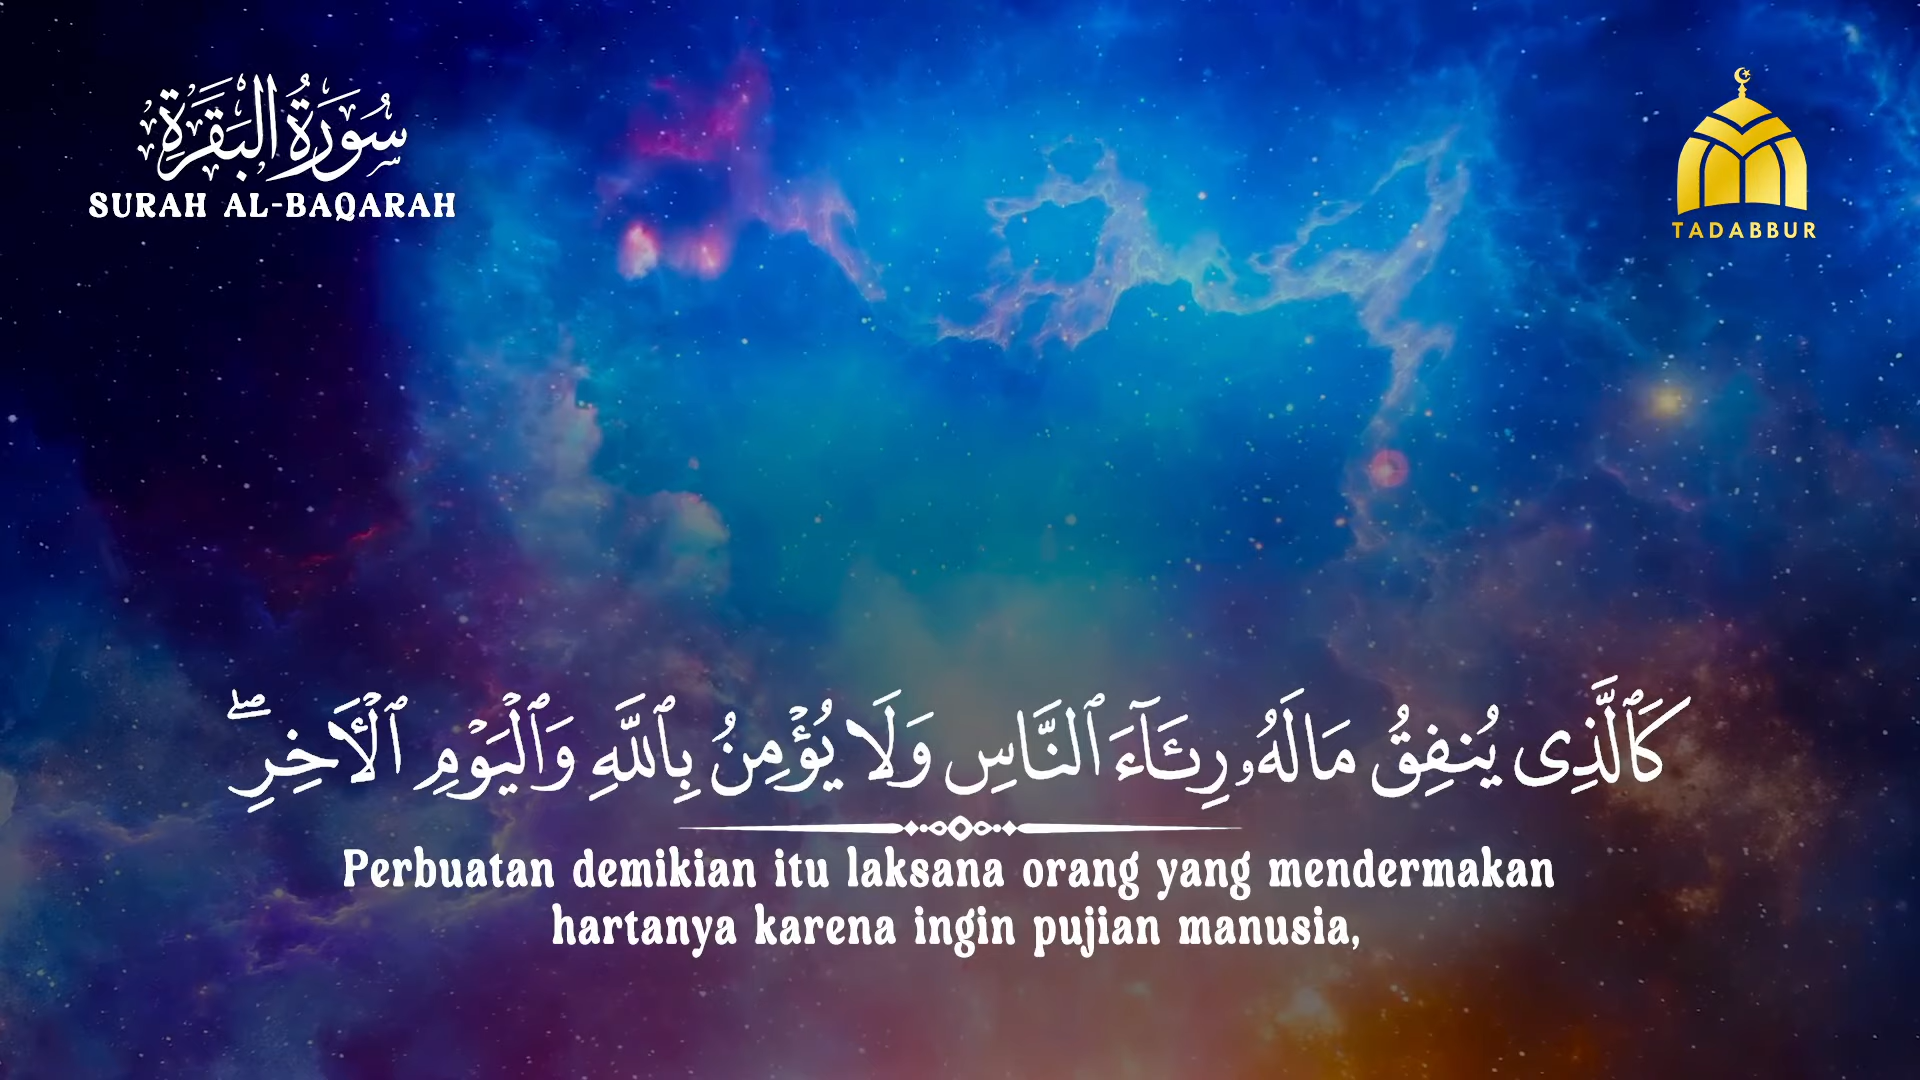 سُورَةُ البَقَرَةِ
SURAH AL-BAQARAH
TADABBUR
كَٱلَّذِى يُنفِقُ مَالَهُۥ رِئَآءَ ٱلنَّاسِ وَلَا يُؤْمِنُ بِٱللَّهِ وَٱلْيَوْمِ ٱلْـَٔاخِرِ ۖ
Perbuatan demikian itu laksana orang yang mendermakan
hartanya karena ingin pujian manusia,